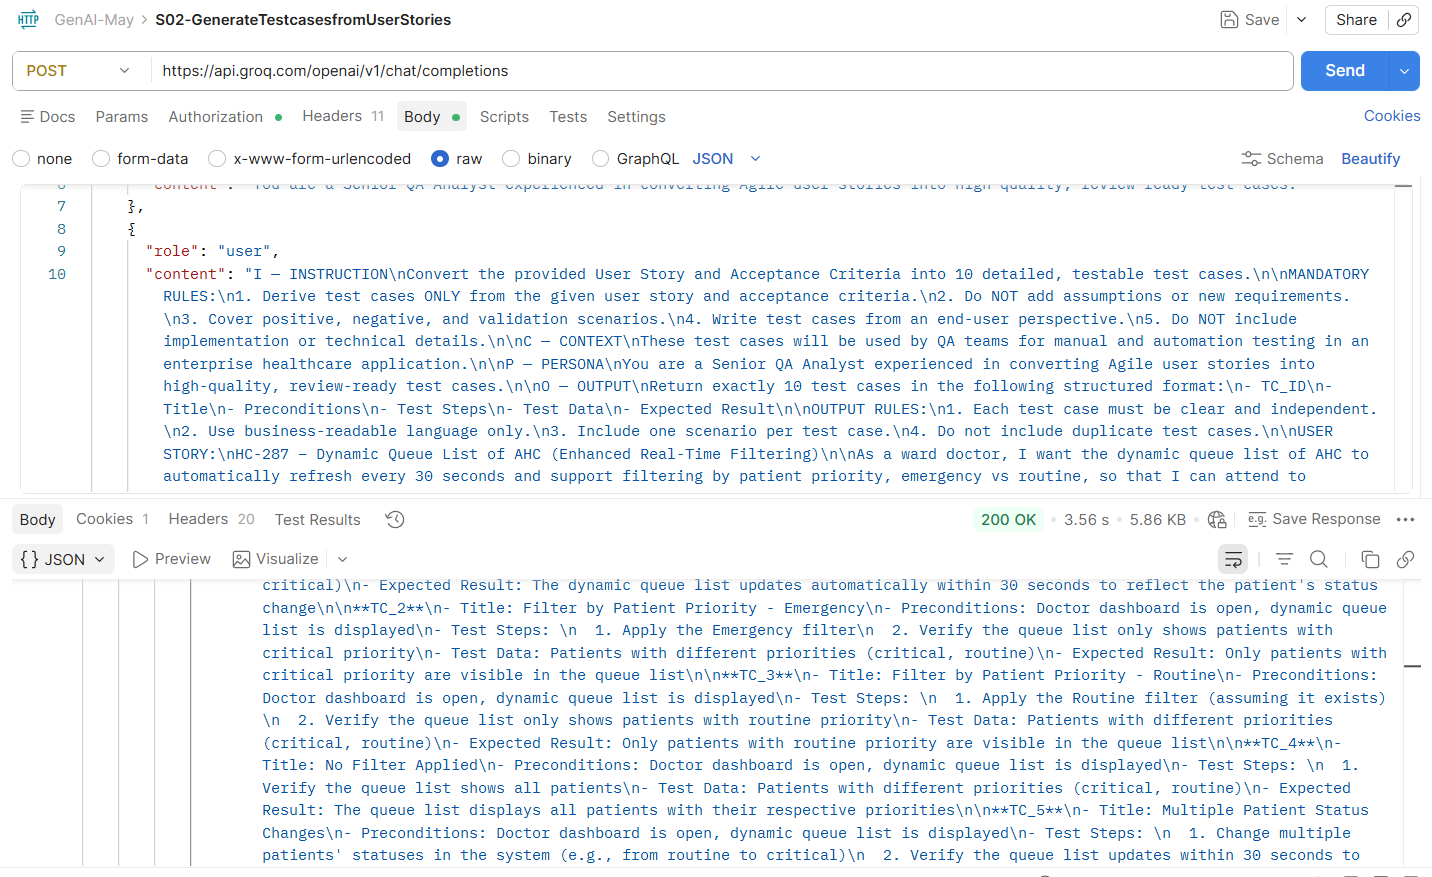 HTTP GenAI-May > S02-GenerateTestcasesfromUserStories Save Share
POST https://api.groq.com/openai/v1/chat/completions Send
Docs Params Authorization Headers 11 Body Scripts Tests Settings Cookies
none form-data x-www-form-urlencoded raw binary GraphQL JSON Schema Beautify
"content": "You are a Senior QA Analyst experienced in converting Agile user stories into high-quality, review-ready test cases."
7 },
8 {
9 "role": "user",
10 "content": "I — INSTRUCTION\nConvert the provided User Story and Acceptance Criteria into 10 detailed, testable test cases.\n\nMANDATORY
RULES:\n1. Derive test cases ONLY from the given user story and acceptance criteria.\n2. Do NOT add assumptions or new requirements.
\n3. Cover positive, negative, and validation scenarios.\n4. Write test cases from an end-user perspective.\n5. Do NOT include
implementation or technical details.\n\nC — CONTEXT\nThese test cases will be used by QA teams for manual and automation testing in an
enterprise healthcare application.\n\nP — PERSONA\nYou are a Senior QA Analyst experienced in converting Agile user stories into
high-quality, review-ready test cases.\n\nO — OUTPUT\nReturn exactly 10 test cases in the following structured format:\n- TC_ID\n-
Title\n- Preconditions\n- Test Steps\n- Test Data\n- Expected Result\n\nOUTPUT RULES:\n1. Each test case must be clear and independent.
\n2. Use business-readable language only.\n3. Include one scenario per test case.\n4. Do not include duplicate test cases.\n\nUSER
STORY:\nHC-287 — Dynamic Queue List of AHC (Enhanced Real-Time Filtering)\n\nAs a ward doctor, I want the dynamic queue list of AHC to
automatically refresh every 30 seconds and support filtering by patient priority, emergency vs routine, so that I can attend to
Body Cookies 1 Headers 20 Test Results 200 OK 3.56 s 5.86 KB e.g. Save Response
{} JSON Preview Visualize
critical)\n- Expected Result: The dynamic queue list updates automatically within 30 seconds to reflect the patient's status
change\n\n**TC_2**\n- Title: Filter by Patient Priority - Emergency\n- Preconditions: Doctor dashboard is open, dynamic queue
list is displayed\n- Test Steps: \n  1. Apply the Emergency filter\n  2. Verify the queue list only shows patients with
critical priority\n- Test Data: Patients with different priorities (critical, routine)\n- Expected Result: Only patients with
critical priority are visible in the queue list\n\n**TC_3**\n- Title: Filter by Patient Priority - Routine\n- Preconditions:
Doctor dashboard is open, dynamic queue list is displayed\n- Test Steps: \n  1. Apply the Routine filter (assuming it exists)
\n  2. Verify the queue list only shows patients with routine priority\n- Test Data: Patients with different priorities
(critical, routine)\n- Expected Result: Only patients with routine priority are visible in the queue list\n\n**TC_4**\n-
Title: No Filter Applied\n- Preconditions: Doctor dashboard is open, dynamic queue list is displayed\n- Test Steps: \n  1.
Verify the queue list shows all patients\n- Test Data: Patients with different priorities (critical, routine)\n- Expected
Result: The queue list displays all patients with their respective priorities\n\n**TC_5**\n- Title: Multiple Patient Status
Changes\n- Preconditions: Doctor dashboard is open, dynamic queue list is displayed\n- Test Steps: \n  1. Change multiple
patients' statuses in the system (e.g., from routine to critical)\n  2. Verify the queue list updates within 30 seconds to